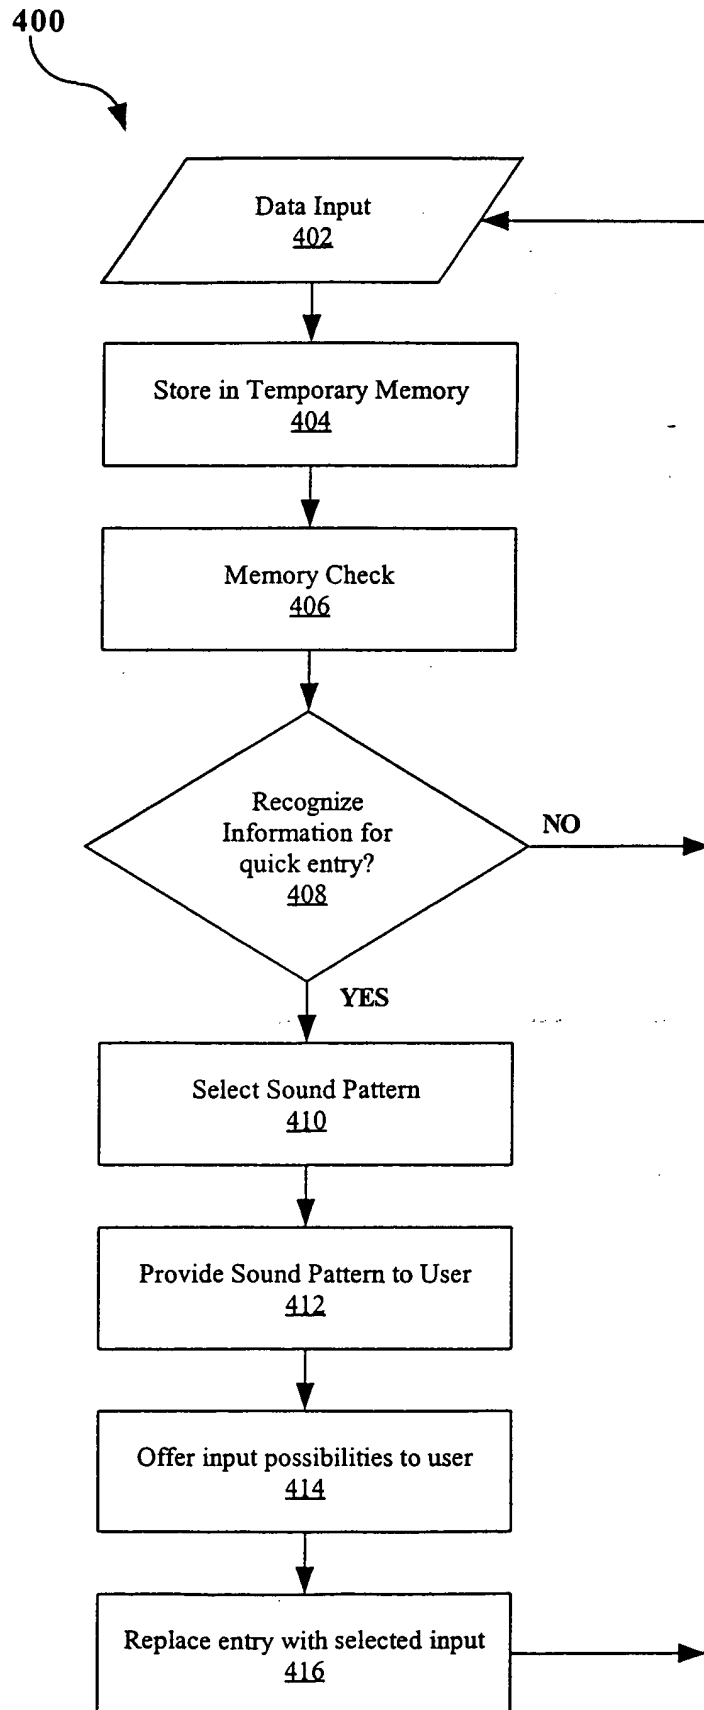 400
Data Input
402
Store in Temporary Memory
404
Memory Check
406
Recognize
Information for
quick entry?
408
NO
YES
Select Sound Pattern
410
Provide Sound Pattern to User
412
Offer input possibilities to user
414
Replace entry with selected input
416